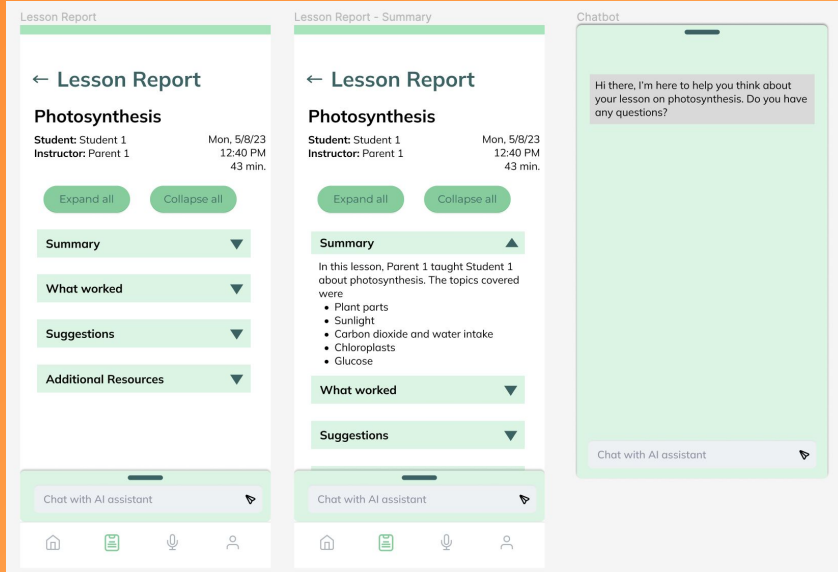 Lesson Report
← Lesson Report
Photosynthesis
Student: Student 1
Instructor: Parent 1
Mon, 5/8/23
12:40 PM
43 min.
Expand all
Collapse all
Summary
What worked
Suggestions
Additional Resources
Chat with AI assistant
Lesson Report - Summary
← Lesson Report
Photosynthesis
Student: Student 1
Instructor: Parent 1
Mon, 5/8/23
12:40 PM
43 min.
Expand all
Collapse all
Summary
In this lesson, Parent 1 taught Student 1
about photosynthesis. The topics covered
were
• Plant parts
• Sunlight
• Carbon dioxide and water intake
• Chloroplasts
• Glucose
What worked
Suggestions
Chat with AI assistant
Chatbot
Hi there, I'm here to help you think about
your lesson on photosynthesis. Do you have
any questions?
Chat with AI assistant